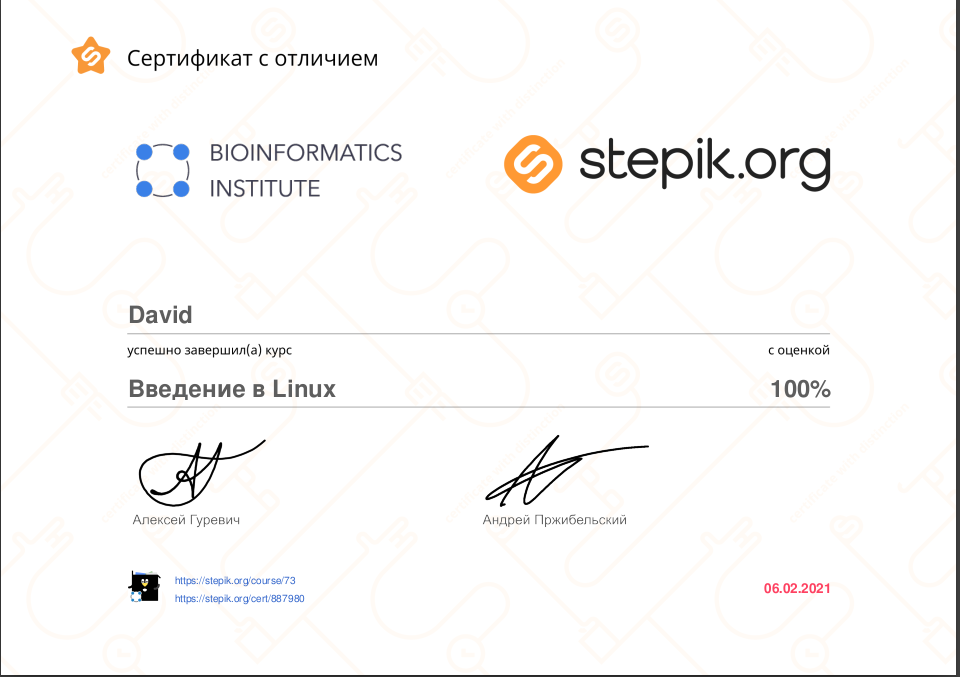 Сертификат с отличием
BIOINFORMATICS
INSTITUTE
stepik.org
David
успешно завершил(а) курс
с оценкой
Введение в Linux
100%
Алексей Гуревич
Андрей Пржибельский
https://stepik.org/course/73
https://stepik.org/cert/887980
06.02.2021